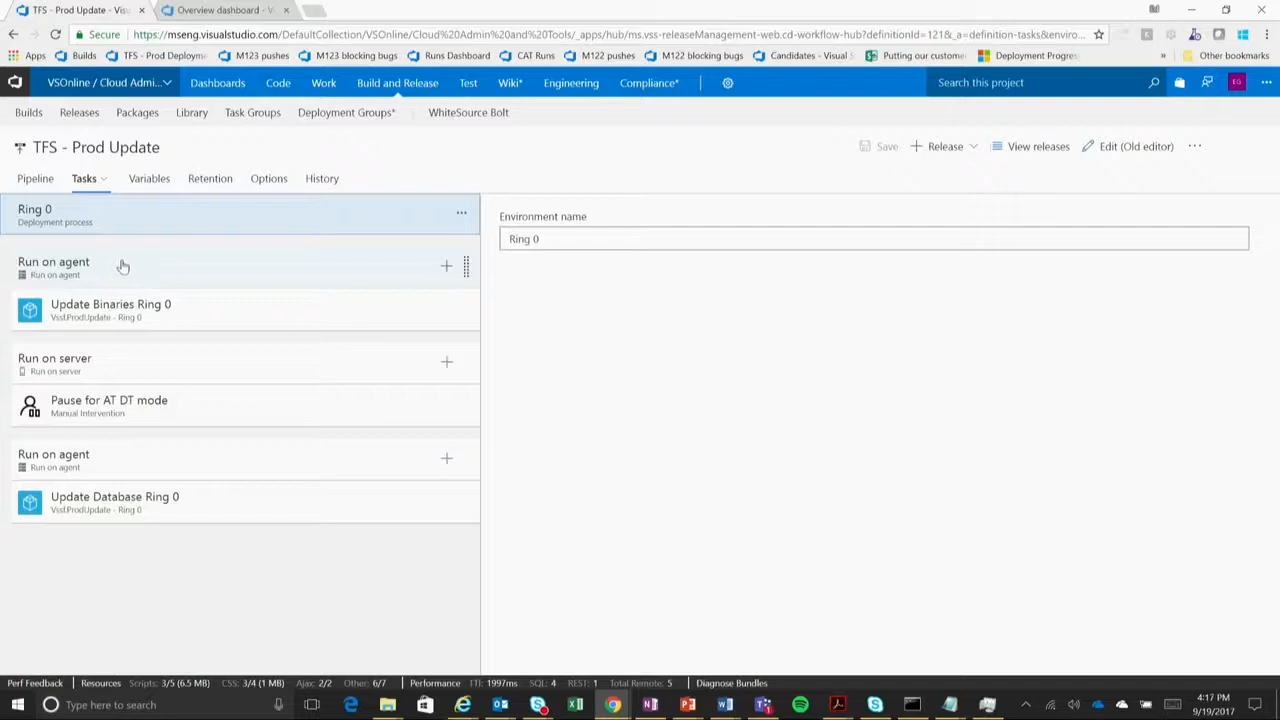 TFS - Prod Update - Visu
Overview dashboard - V
Secure
https://mseng.visualstudio.com/DefaultCollection/VSOnline/Cloud%20Admin%20and%20Tools/_apps/hub/ms.vss-releaseManagement-web.cd-workflow-hub?definitionId=121&_a=definition-tasks&enviro...
Apps
Builds
TFS - Prod Deployme
M123 pushes
M123 blocking bugs
Runs Dashboard
CAT Runs
M122 pushes
M122 blocking bugs
Candidates - Visual S
Putting our custome
Deployment Progres
»
Other bookmarks
VSOnline / Cloud Admi...
Dashboards
Code
Work
Build and Release
Test
Wiki*
Engineering
Compliance*
Search this project
EG
Builds
Releases
Packages
Library
Task Groups
Deployment Groups*
WhiteSource Bolt
TFS - Prod Update
Save
Release
View releases
Edit (Old editor)
Pipeline
Tasks
Variables
Retention
Options
History
Ring 0
Deployment process
Environment name
Ring 0
Run on agent
Run on agent
Update Binaries Ring 0
Vssf.ProdUpdate - Ring 0
Run on server
Run on server
Pause for AT DT mode
Manual Intervention
Run on agent
Run on agent
Update Database Ring 0
Vssf.ProdUpdate - Ring 0
Perf Feedback
Resources
Scripts: 3/5 (6.5 MB)
CSS: 3/4 (1 MB)
Ajax: 2/2
Other: 6/7
Performance
TTI: 1997ms
SQL: 4
REST: 1
Total Remote: 5
Diagnose Bundles
Type here to search
4:17 PM
9/19/2017